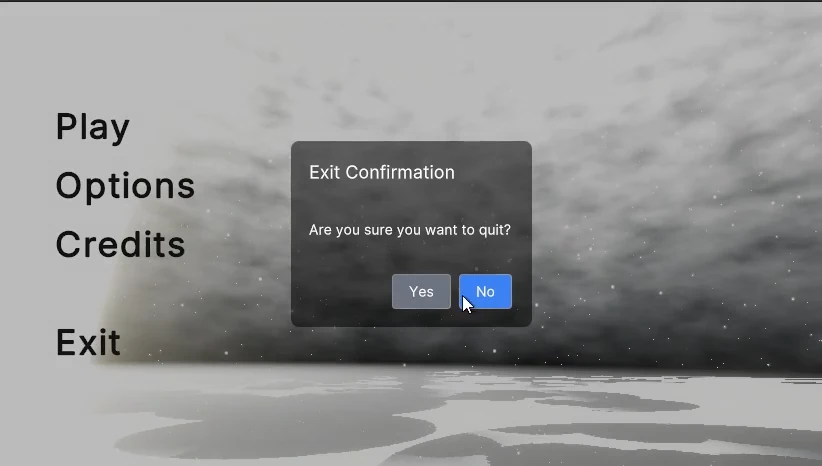 Play
Options
Credits
Exit
Exit Confirmation
Are you sure you want to quit?
Yes No